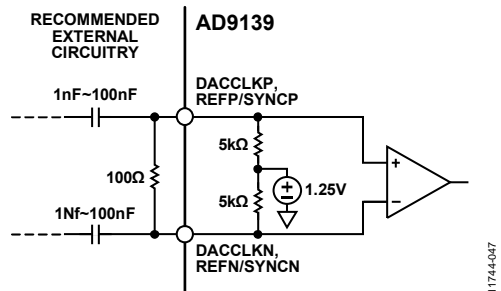 RECOMMENDED
EXTERNAL
CIRCUITRY
AD9139
1nF~100nF
DACCLKP,
REFP/SYNCP
5kΩ
100Ω
5kΩ
+
−
1.25V
+
−
1Nf~100nF
DACCLKN,
REFN/SYNCN
11744-047